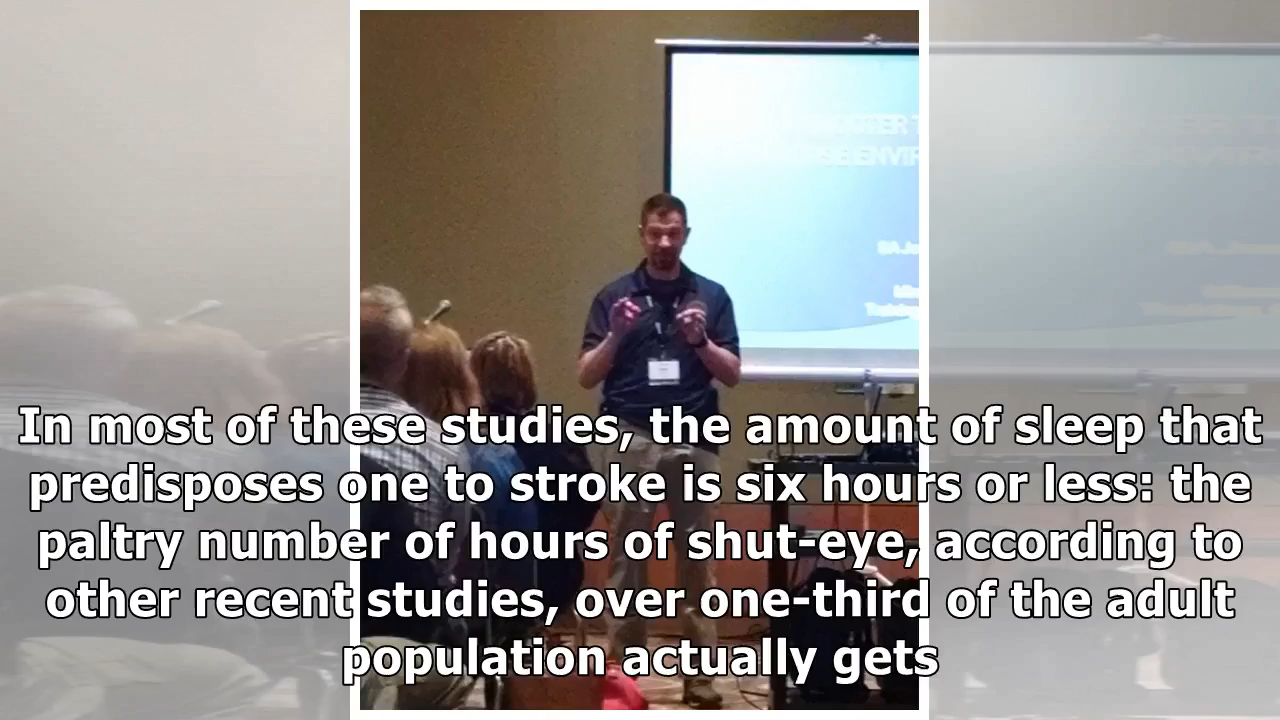 In most of these studies, the amount of sleep that
predisposes one to stroke is six hours or less: the
paltry number of hours of shut-eye, according to
other recent studies, over one-third of the adult
population actually gets